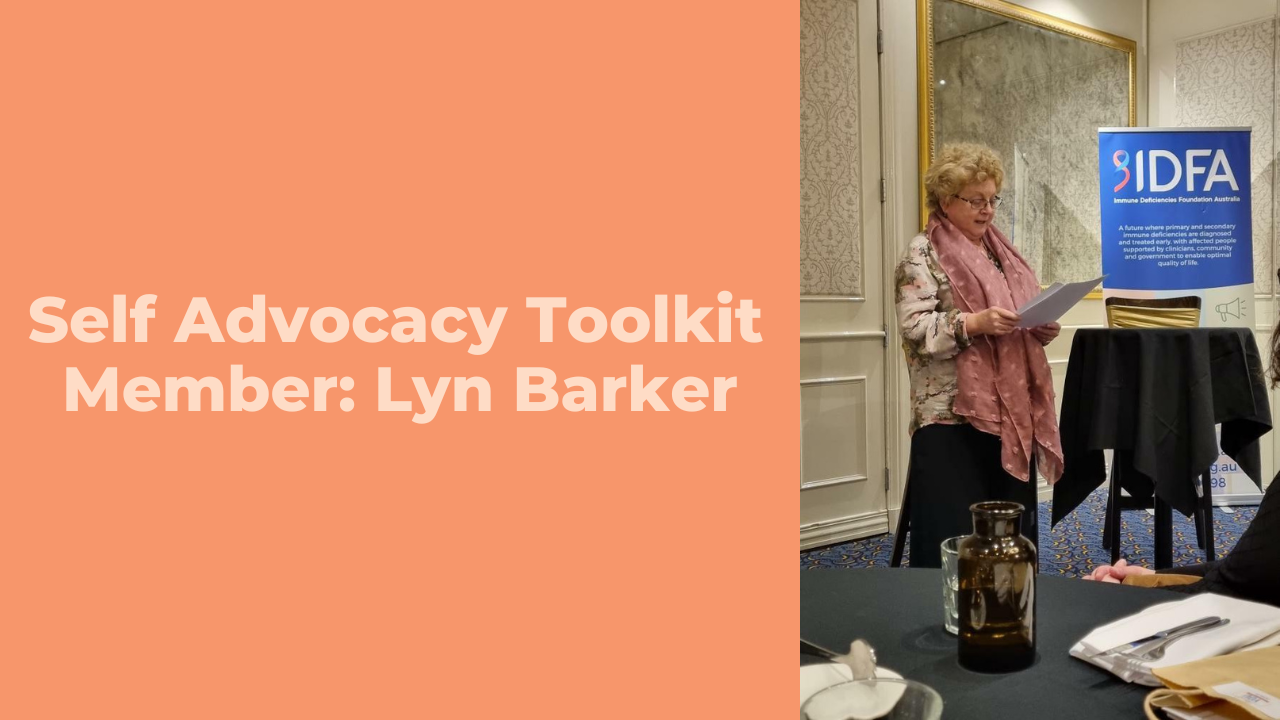 Self Advocacy Toolkit
Member: Lyn Barker
IDFA
Immune Deficiencies Foundation Australia
A future where primary and secondary
immune deficiencies are diagnosed
and treated early, with affected people
supported by clinicians, community
and government to enable optimal
quality of life.
g.au
98